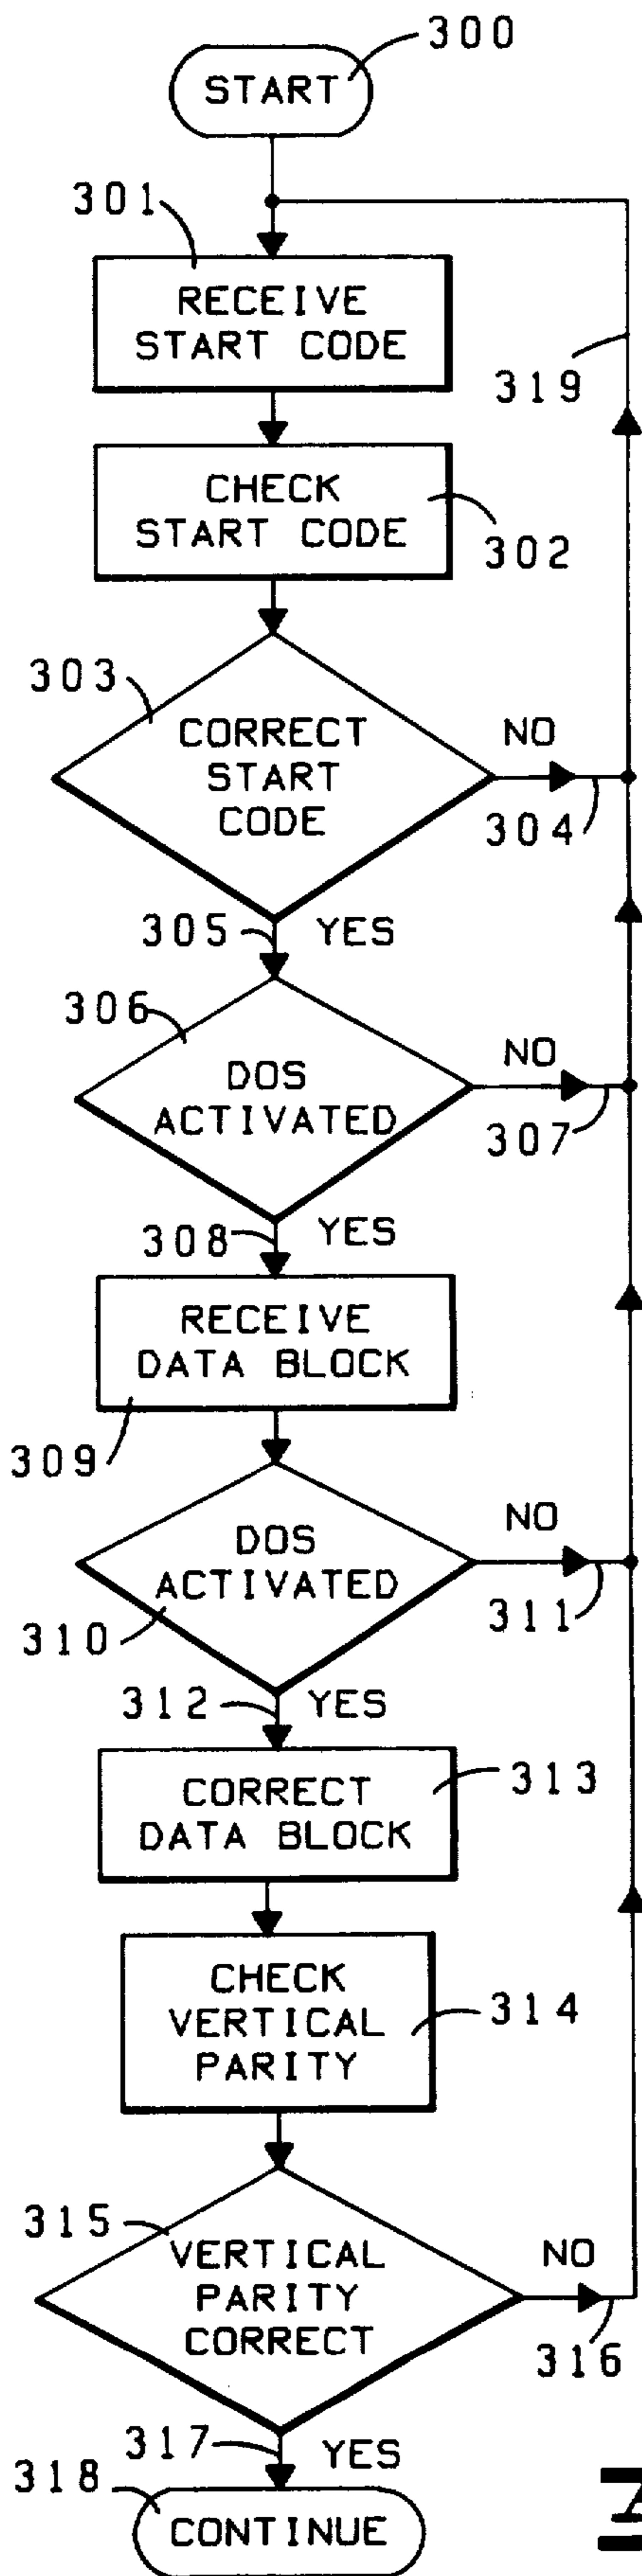 300
START
301
RECEIVE
START CODE
319
CHECK
START CODE
302
303
CORRECT
START
CODE
NO
304
305
YES
306
DOS
ACTIVATED
NO
307
308
YES
RECEIVE
DATA BLOCK
309
DOS
ACTIVATED
NO
310
311
312
YES
CORRECT
DATA BLOCK
313
CHECK
VERTICAL
PARITY
314
315
VERTICAL
PARITY
CORRECT
NO
316
317
YES
318
CONTINUE